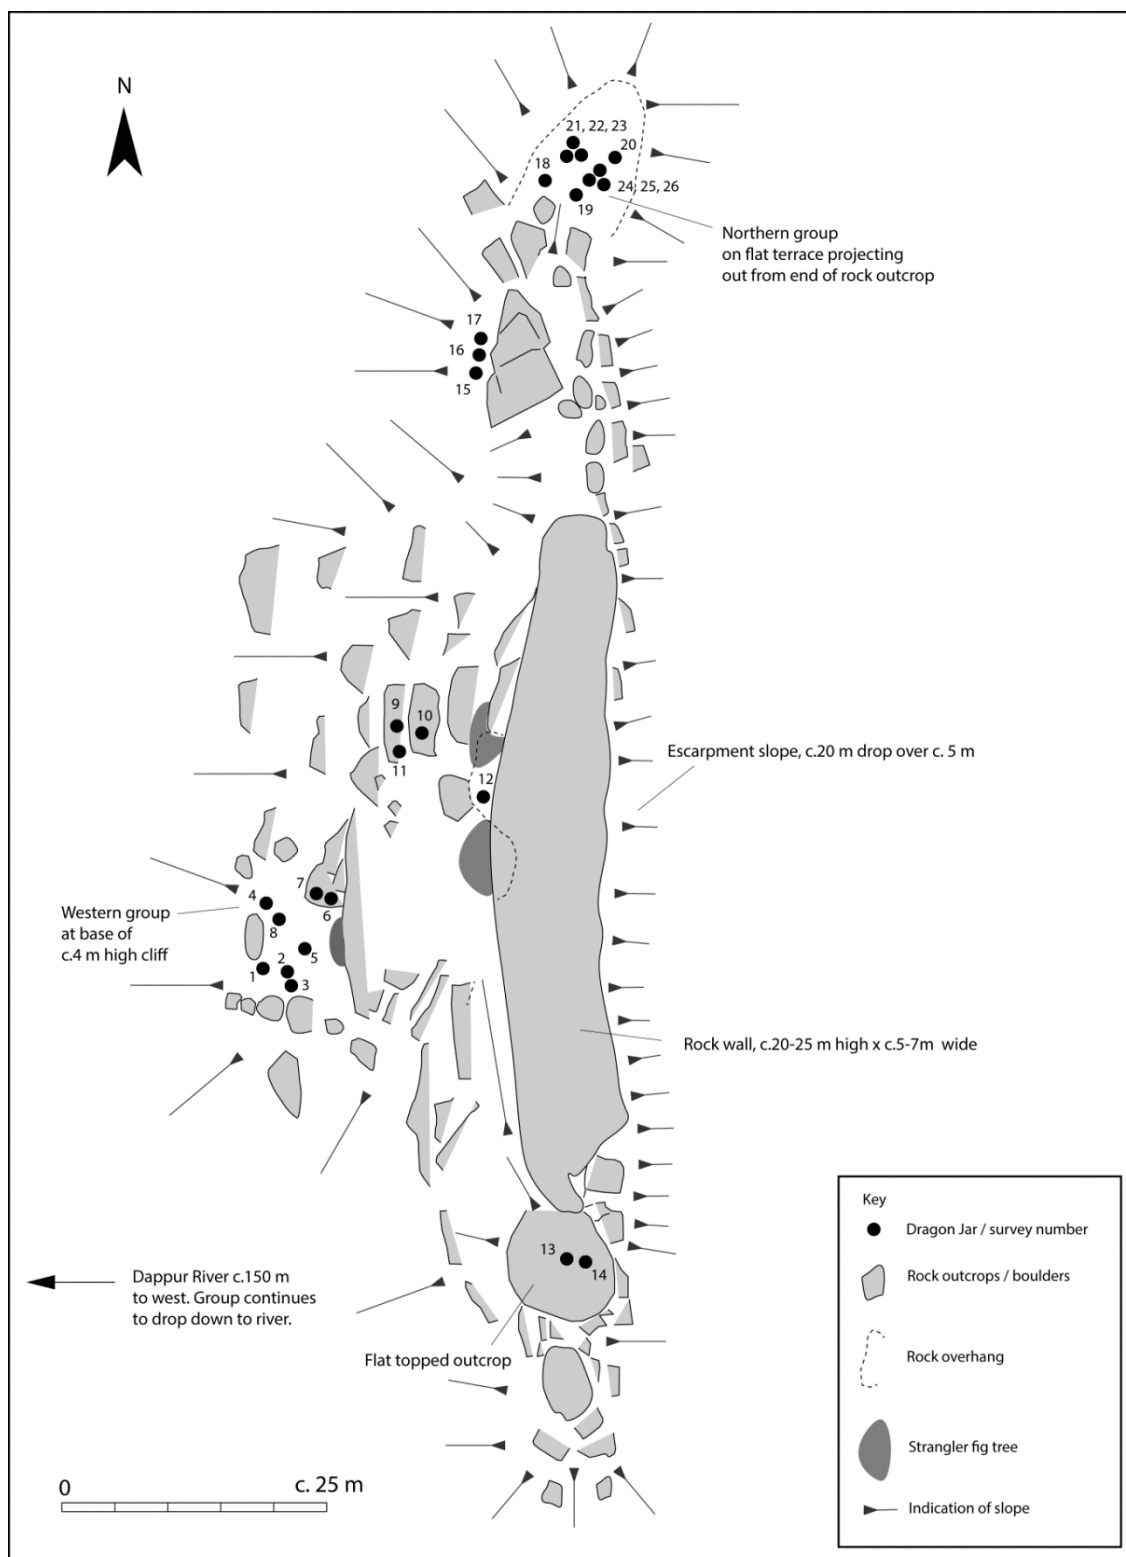 N
21, 22, 23
20
18
24, 25, 26
19
Northern group
on flat terrace projecting
out from end of rock outcrop
17
16
15
9
10
11
12
Escarpment slope, c.20 m drop over c. 5 m
7
4
6
8
Western group
at base of
c.4 m high cliff
5
2
1
3
Rock wall, c.20-25 m high x c.5-7m wide
13
14
Dappur River c.150 m
to west. Group continues
to drop down to river.
Flat topped outcrop
0
c. 25 m
Key
Dragon Jar / survey number
Rock outcrops / boulders
Rock overhang
Strangler fig tree
Indication of slope